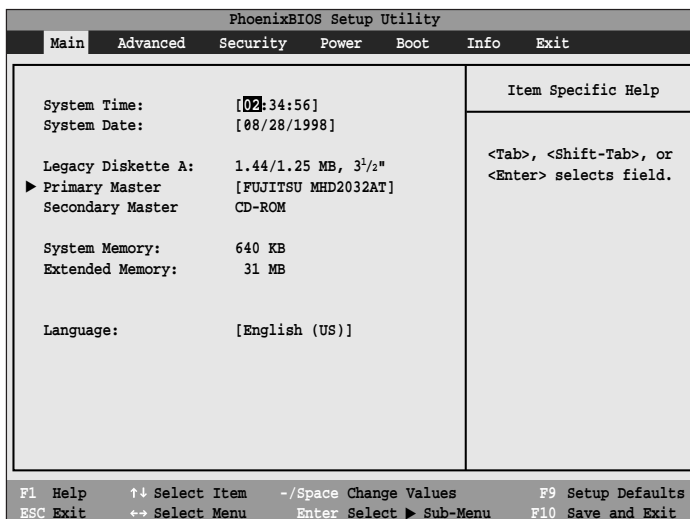 PhoenixBIOS Setup Utility
Main Advanced Security Power Boot Info Exit
Item Specific Help
<Tab>, <Shift-Tab>, or
<Enter> selects field.
System Time: [02:34:56]
System Date: [08/28/1998]
Legacy Diskette A: 1.44/1.25 MB, 3¹/₂"
▶ Primary Master [FUJITSU MHD2032AT]
Secondary Master CD-ROM
System Memory: 640 KB
Extended Memory: 31 MB
Language: [English (US)]
F1 Help ↑↓ Select Item -/Space Change Values F9 Setup Defaults
ESC Exit ←→ Select Menu Enter Select ▶ Sub-Menu F10 Save and Exit